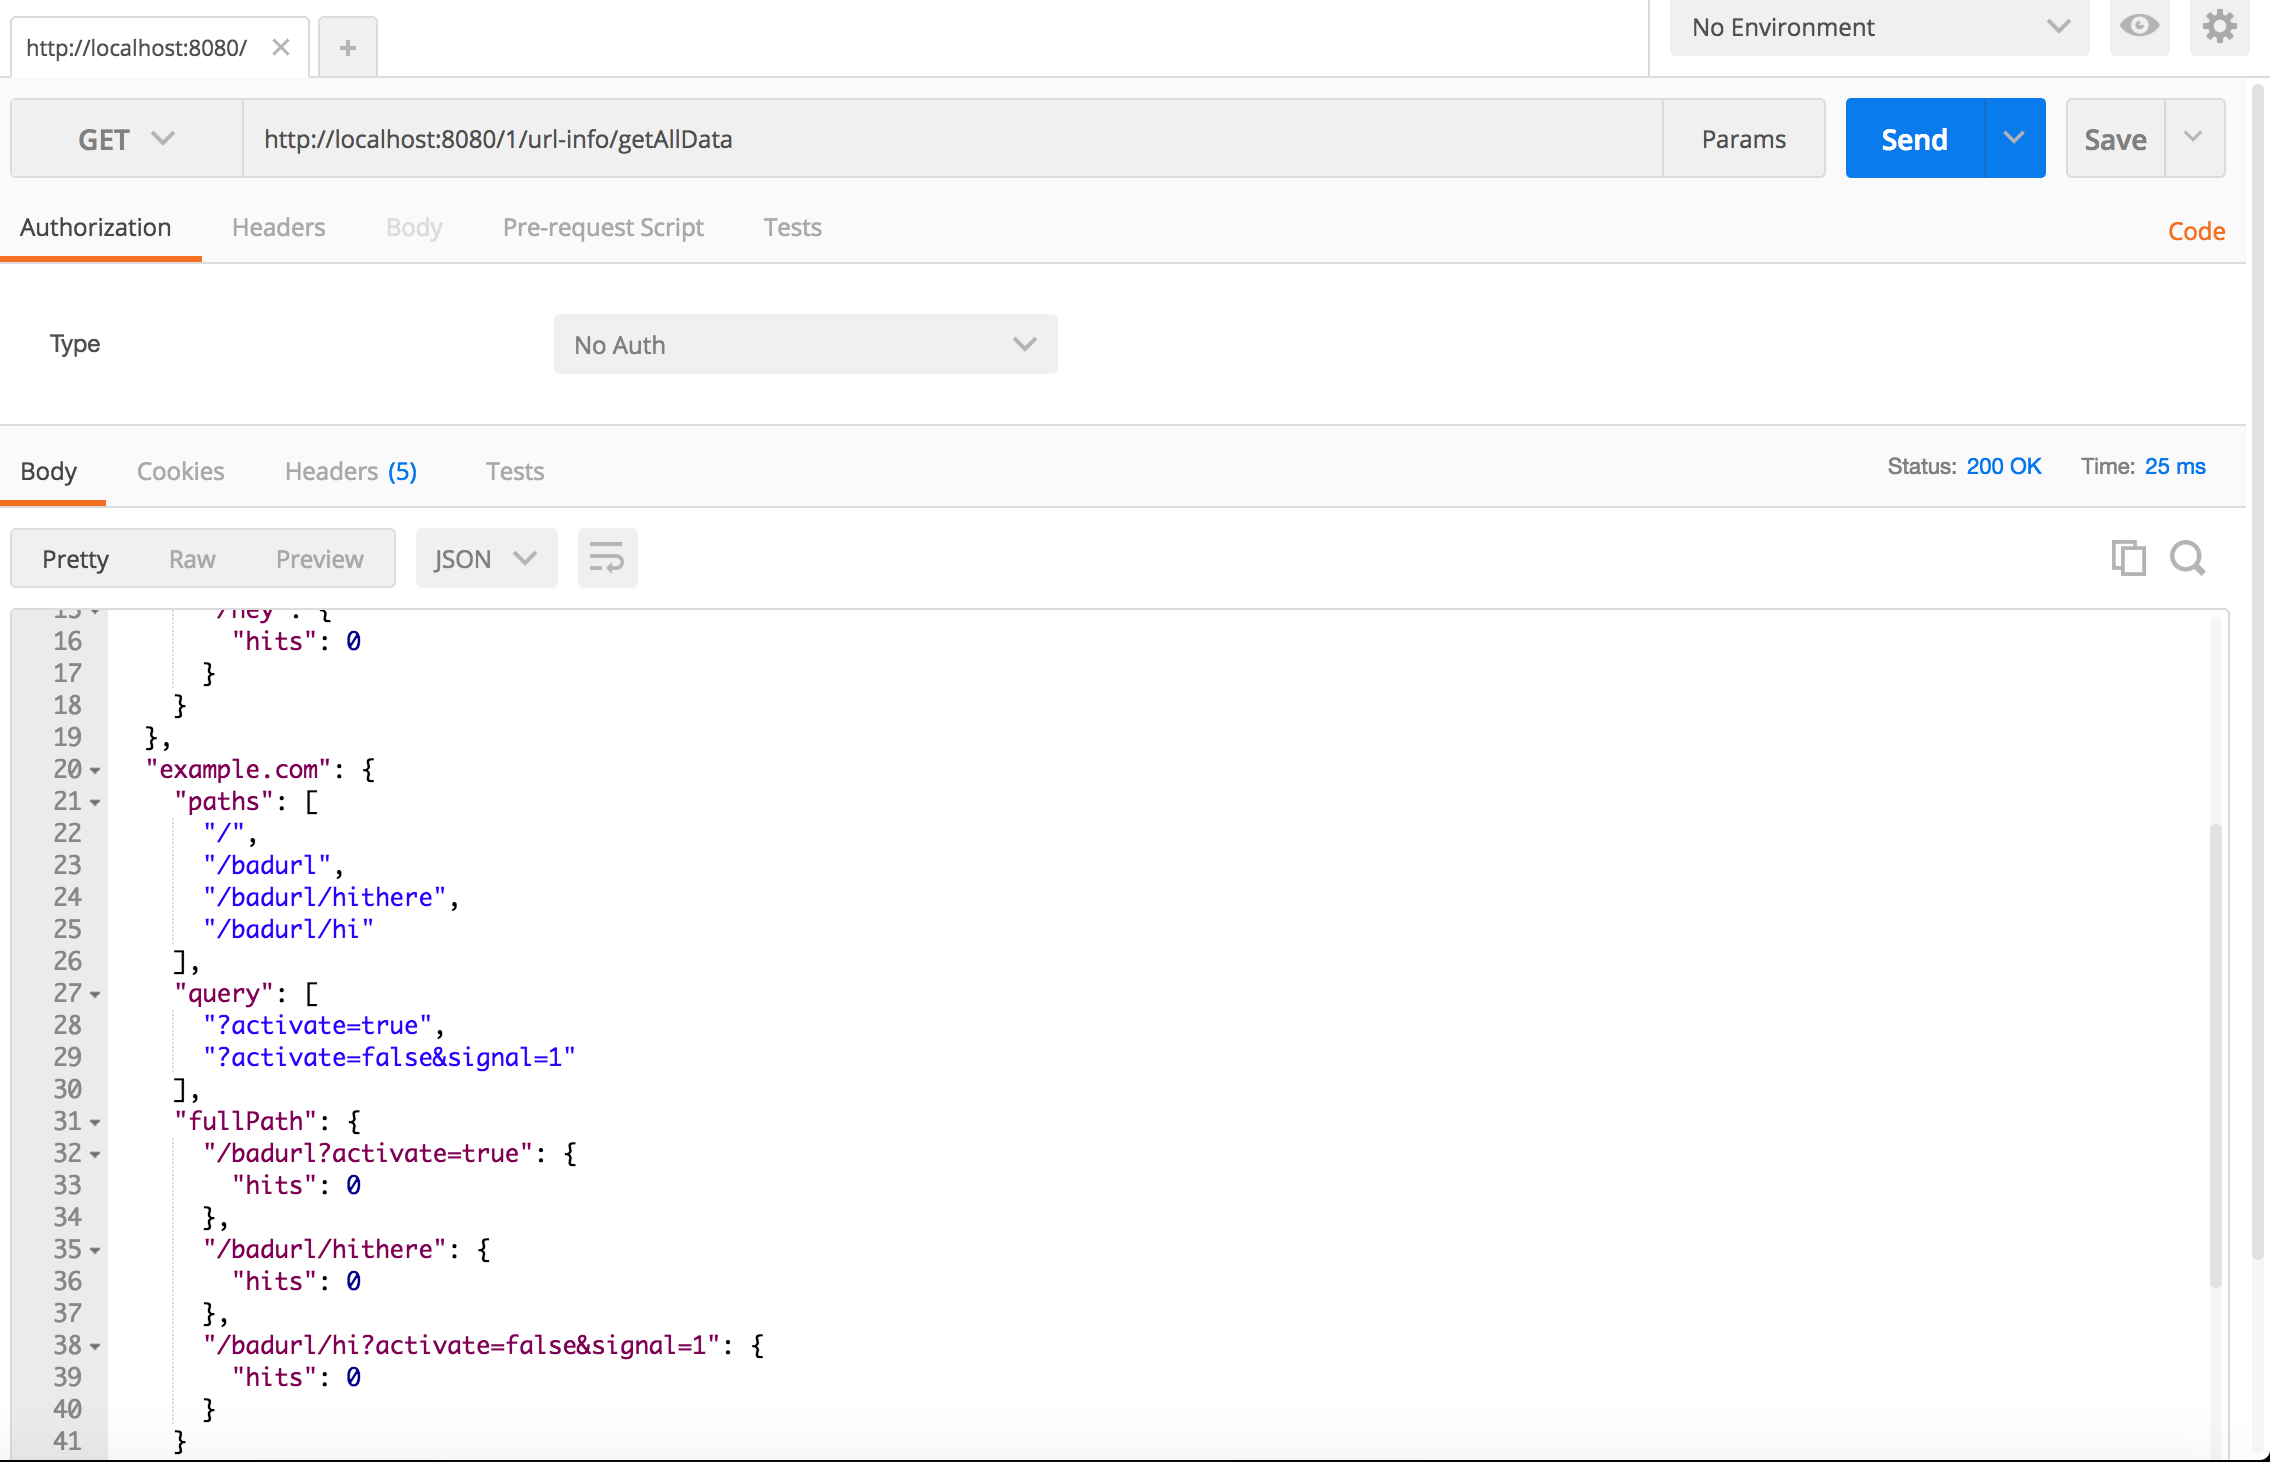 http://localhost:8080/
No Environment
GET http://localhost:8080/1/url-info/getAllData Params Send Save
Authorization Headers Body Pre-request Script Tests Code
Type No Auth
Body Cookies Headers (5) Tests Status: 200 OK Time: 25 ms
Pretty Raw Preview JSON
15 "/hey": {
16 "hits": 0
17 }
18 }
19 },
20 "example.com": {
21 "paths": [
22 "/",
23 "/badurl",
24 "/badurl/hithere",
25 "/badurl/hi"
26 ],
27 "query": [
28 "?activate=true",
29 "?activate=false&signal=1"
30 ],
31 "fullPath": {
32 "/badurl?activate=true": {
33 "hits": 0
34 },
35 "/badurl/hithere": {
36 "hits": 0
37 },
38 "/badurl/hi?activate=false&signal=1": {
39 "hits": 0
40 }
41 }